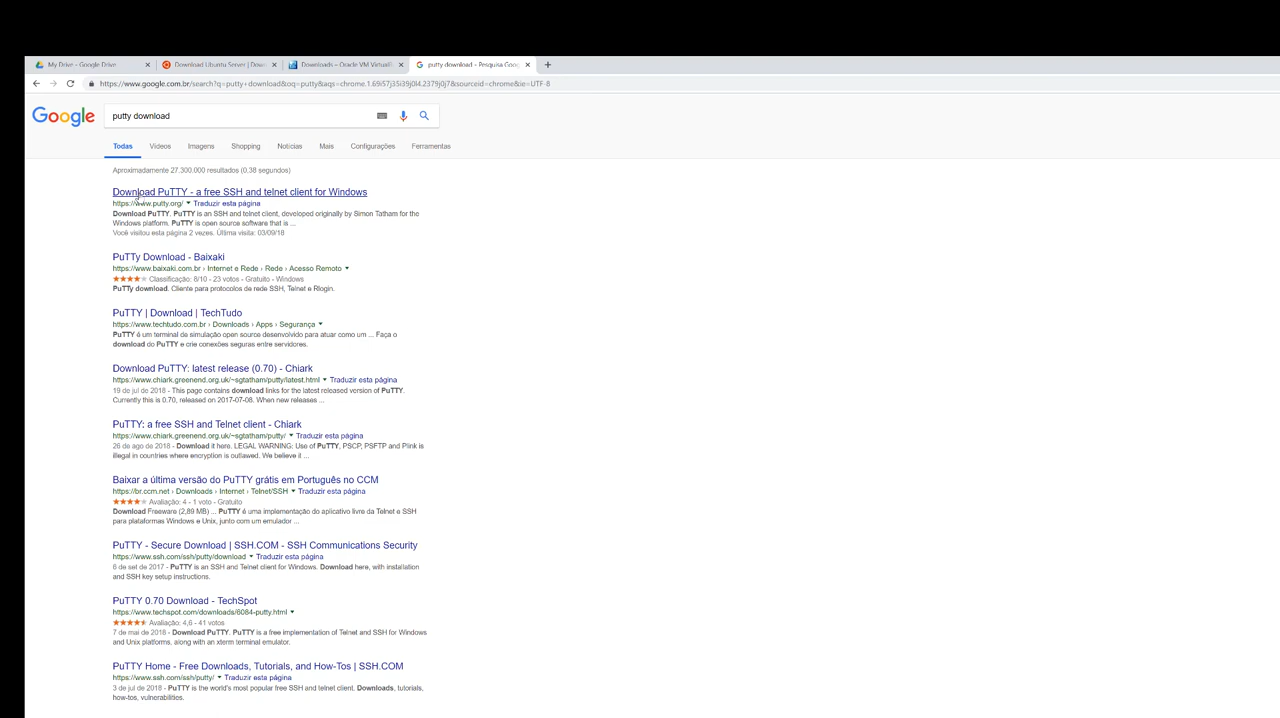 My Drive - Google Drive
Download Ubuntu Server | Dow
Downloads – Oracle VM Virtual
putty download - Pesquisa Goog
https://www.google.com.br/search?q=putty+download&oq=putty&aqs=chrome.1.69i57j35i39j0l4.2379j0j7&sourceid=chrome&ie=UTF-8
Google
putty download
Todas Vídeos Imagens Shopping Notícias Mais Configurações Ferramentas
Aproximadamente 27.300.000 resultados (0,38 segundos)
Download PuTTY - a free SSH and telnet client for Windows
https://www.putty.org/ Traduzir esta página
Download PuTTY. PuTTY is an SSH and telnet client, developed originally by Simon Tatham for the
Windows platform. PuTTY is open source software that is ...
Você visitou esta página 2 vezes. Última visita: 03/09/18
PuTTy Download - Baixaki
https://www.baixaki.com.br › Internet e Rede › Rede › Acesso Remoto
Classificação: 8/10 - 23 votos - Gratuito - Windows
PuTTy download. Cliente para protocolos de rede SSH, Telnet e Rlogin.
PuTTY | Download | TechTudo
https://www.techtudo.com.br › Downloads › Apps › Segurança
PuTTY é um terminal de simulação open source desenvolvido para atuar como um ... Faça o
download do PuTTY e crie conexões seguras entre servidores.
Download PuTTY: latest release (0.70) - Chiark
https://www.chiark.greenend.org.uk/~sgtatham/putty/latest.html Traduzir esta página
19 de jul de 2018 - This page contains download links for the latest released version of PuTTY.
Currently this is 0.70, released on 2017-07-08. When new releases ...
PuTTY: a free SSH and Telnet client - Chiark
https://www.chiark.greenend.org.uk/~sgtatham/putty/ Traduzir esta página
26 de ago de 2018 - Download it here. LEGAL WARNING: Use of PuTTY, PSCP, PSFTP and Plink is
illegal in countries where encryption is outlawed. We believe it ...
Baixar a última versão do PuTTY grátis em Português no CCM
https://br.ccm.net › Downloads › Internet › Telnet/SSH Traduzir esta página
Avaliação: 4 - 1 voto - Gratuito
Download Freeware (2,89 MB) ... PuTTY é uma implementação do aplicativo livre da Telnet e SSH
para plataformas Windows e Unix, junto com um emulador ...
PuTTY - Secure Download | SSH.COM - SSH Communications Security
https://www.ssh.com/ssh/putty/download Traduzir esta página
6 de set de 2017 - PuTTY is an SSH and Telnet client for Windows. Download here, with installation
and SSH key setup instructions.
PuTTY 0.70 Download - TechSpot
https://www.techspot.com/downloads/6084-putty.html
Avaliação: 4,6 - 41 votos
7 de mai de 2018 - Download PuTTY. PuTTY is a free implementation of Telnet and SSH for Windows
and Unix platforms, along with an xterm terminal emulator.
PuTTY Home - Free Downloads, Tutorials, and How-Tos | SSH.COM
https://www.ssh.com/ssh/putty/ Traduzir esta página
3 de jul de 2018 - PuTTY is the world's most popular free SSH and telnet client. Downloads, tutorials,
how-tos, vulnerabilities.